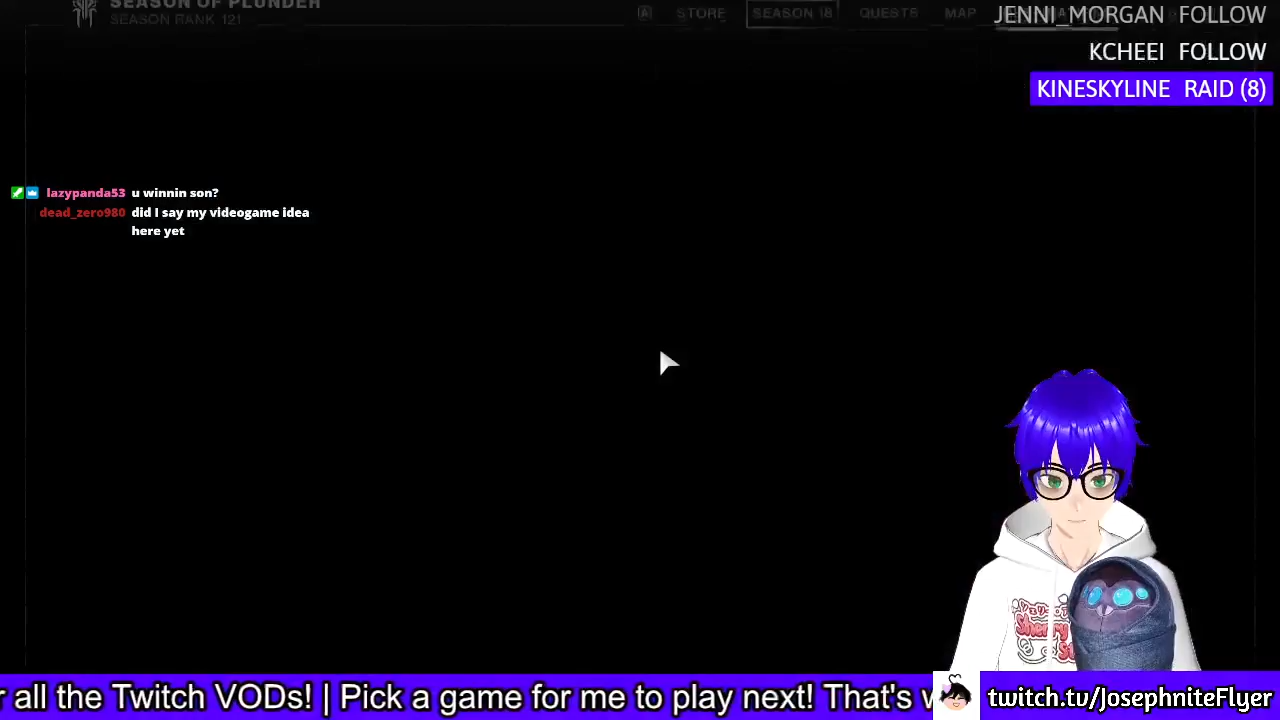 SEASON OF PLUNDER
SEASON RANK 121
A STORE SEASON 18 QUESTS MAP
JENNI_MORGAN FOLLOW
KCHEEI FOLLOW
KINESKYLINE RAID (8)
lazypanda53 u winnin son?
dead_zero980 did I say my videogame idea
here yet
r all the Twitch VODs! | Pick a game for me to play next! That's
twitch.tv/JosephniteFlyer